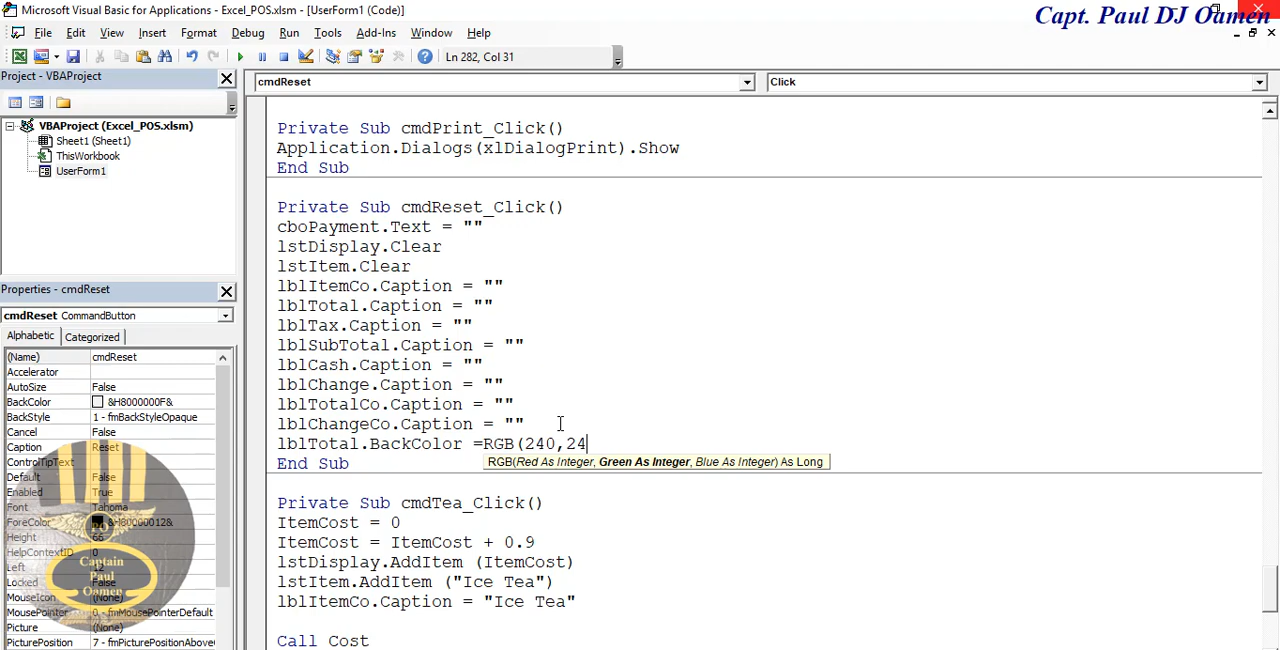 Microsoft Visual Basic for Applications - Excel_POS.xlsm - [UserForm1 (Code)]
Capt. Paul DJ Oamen
File Edit View Insert Format Debug Run Tools Add-Ins Window Help
Ln 282, Col 31
Project - VBAProject
cmdReset
Click
VBAProject (Excel_POS.xlsm)
Sheet1 (Sheet1)
ThisWorkbook
UserForm1
Properties - cmdReset
cmdReset CommandButton
Alphabetic Categorized
(Name) cmdReset
Accelerator
AutoSize False
BackColor &H8000000F&
BackStyle 1 - fmBackStyleOpaque
Cancel False
Caption Reset
ControlTipText
Default False
Enabled True
Font Tahoma
ForeColor &H80000012&
Height 66
HelpContextID 0
Left 12
Locked False
MouseIcon (None)
MousePointer 0 - fmMousePointerDefault
Picture (None)
PicturePosition 7 - fmPicturePositionAbove
Captain
Paul
Oamen
Private Sub cmdPrint_Click()
Application.Dialogs(xlDialogPrint).Show
End Sub
Private Sub cmdReset_Click()
cboPayment.Text = ""
lstDisplay.Clear
lstItem.Clear
lblItemCo.Caption = ""
lblTotal.Caption = ""
lblTax.Caption = ""
lblSubTotal.Caption = ""
lblCash.Caption = ""
lblChange.Caption = ""
lblTotalCo.Caption = ""
lblChangeCo.Caption = ""
lblTotal.BackColor =RGB(240,24
RGB(Red As Integer, Green As Integer, Blue As Integer) As Long
End Sub
Private Sub cmdTea_Click()
ItemCost = 0
ItemCost = ItemCost + 0.9
lstDisplay.AddItem (ItemCost)
lstItem.AddItem ("Ice Tea")
lblItemCo.Caption = "Ice Tea"
Call Cost